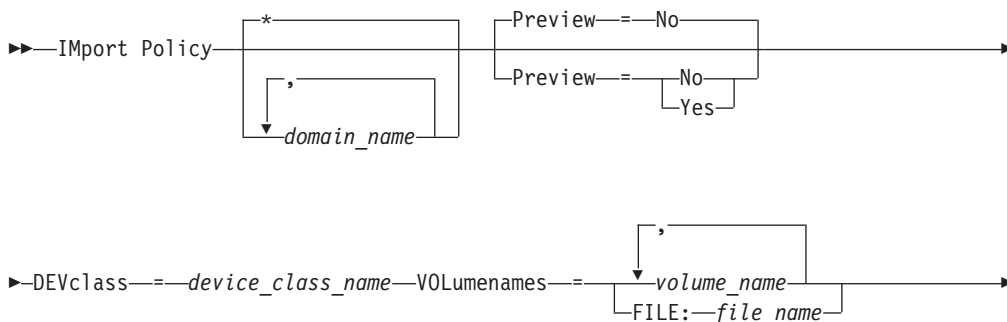 *
Preview = No
IMport Policy
,
domain_name
Preview = No
Yes
,
DEVclass = device_class_name VOLumenames = volume_name
FILE: file name